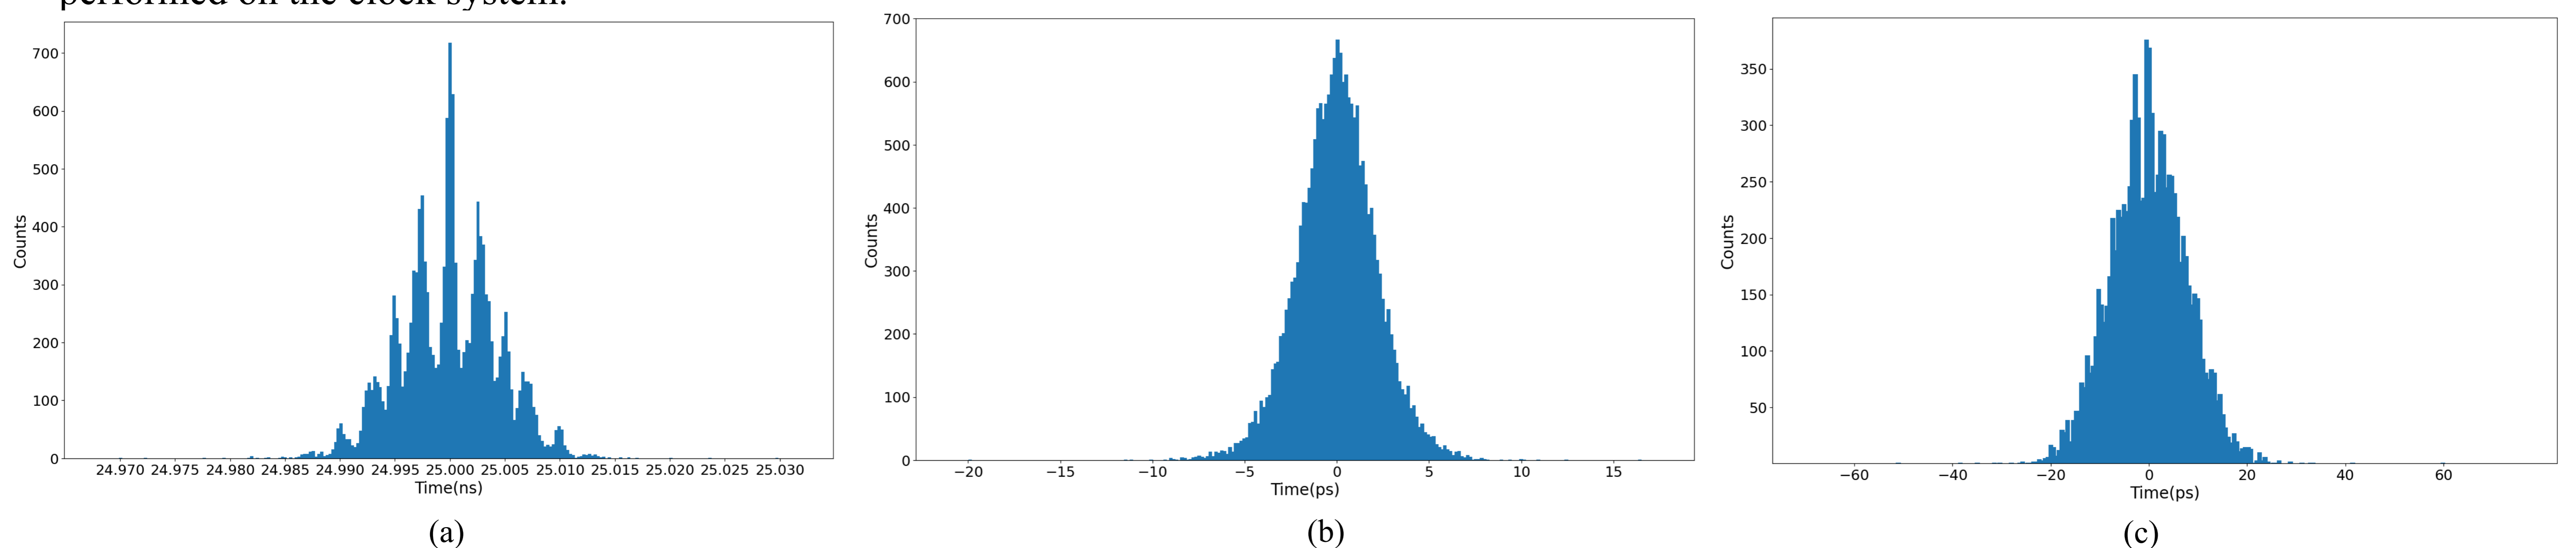 performed on the clock system.
700
600
500
400
300
200
100
0
Counts
24.970 24.975 24.980 24.985 24.990 24.995 25.000 25.005 25.010 25.015 25.020 25.025 25.030
Time(ns)
(a)
700
600
500
400
300
200
100
0
Counts
−20 −15 −10 −5 0 5 10 15
Time(ps)
(b)
350
300
250
200
150
100
50
Counts
−60 −40 −20 0 20 40 60
Time(ps)
(c)